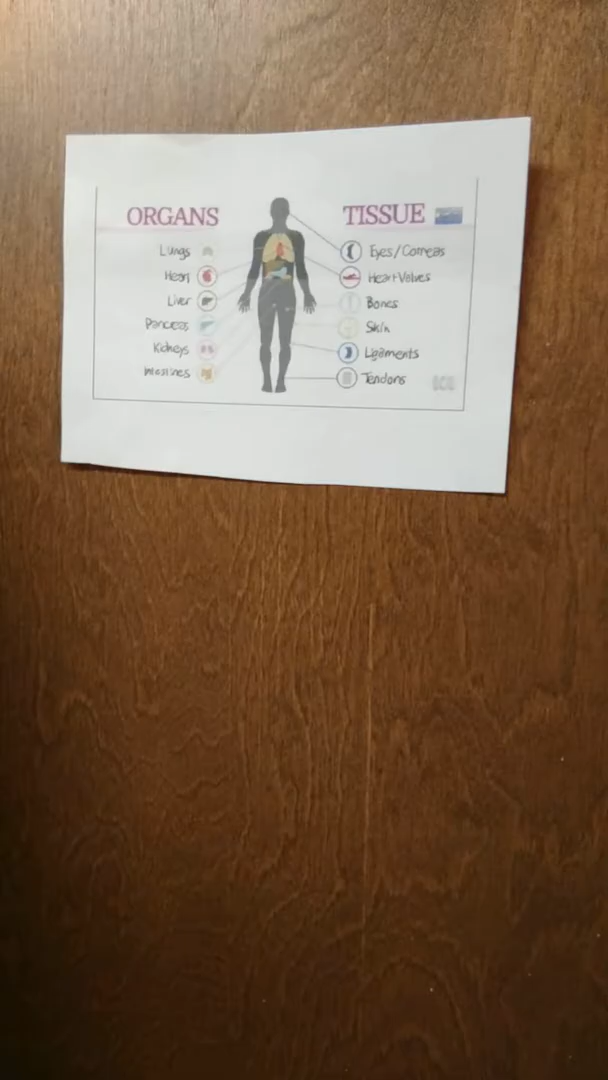 ORGANS
Lungs
Heart
Liver
Pancreas
Kidneys
Intestines
TISSUE
Eyes/Corneas
Heart Valves
Bones
Skin
Ligaments
Tendons